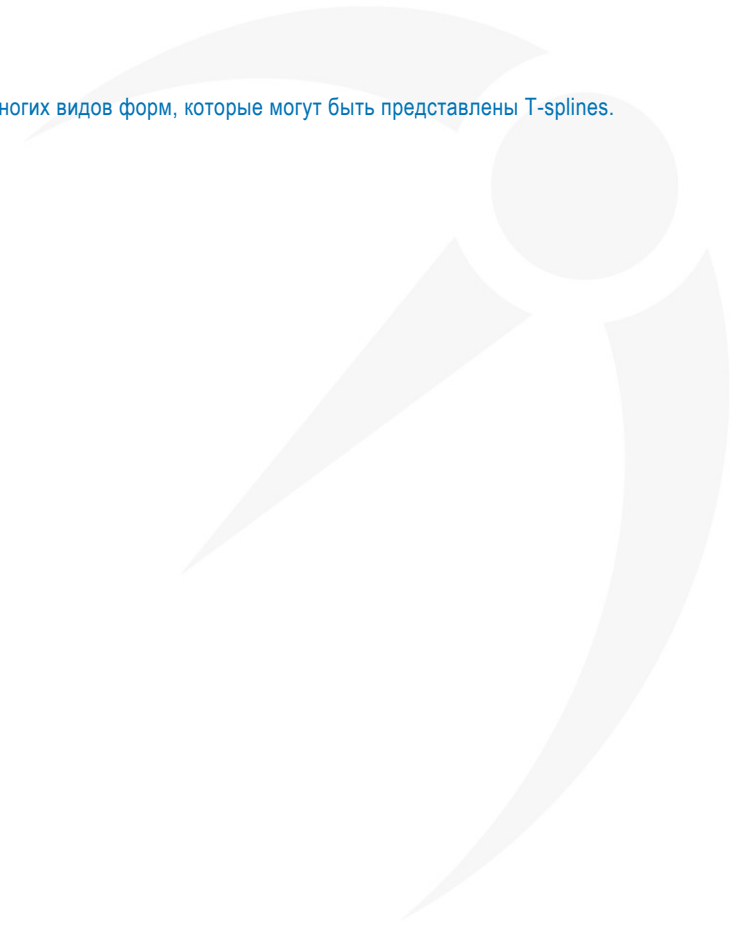 ногих видов форм, которые могут быть представлены T-splines.